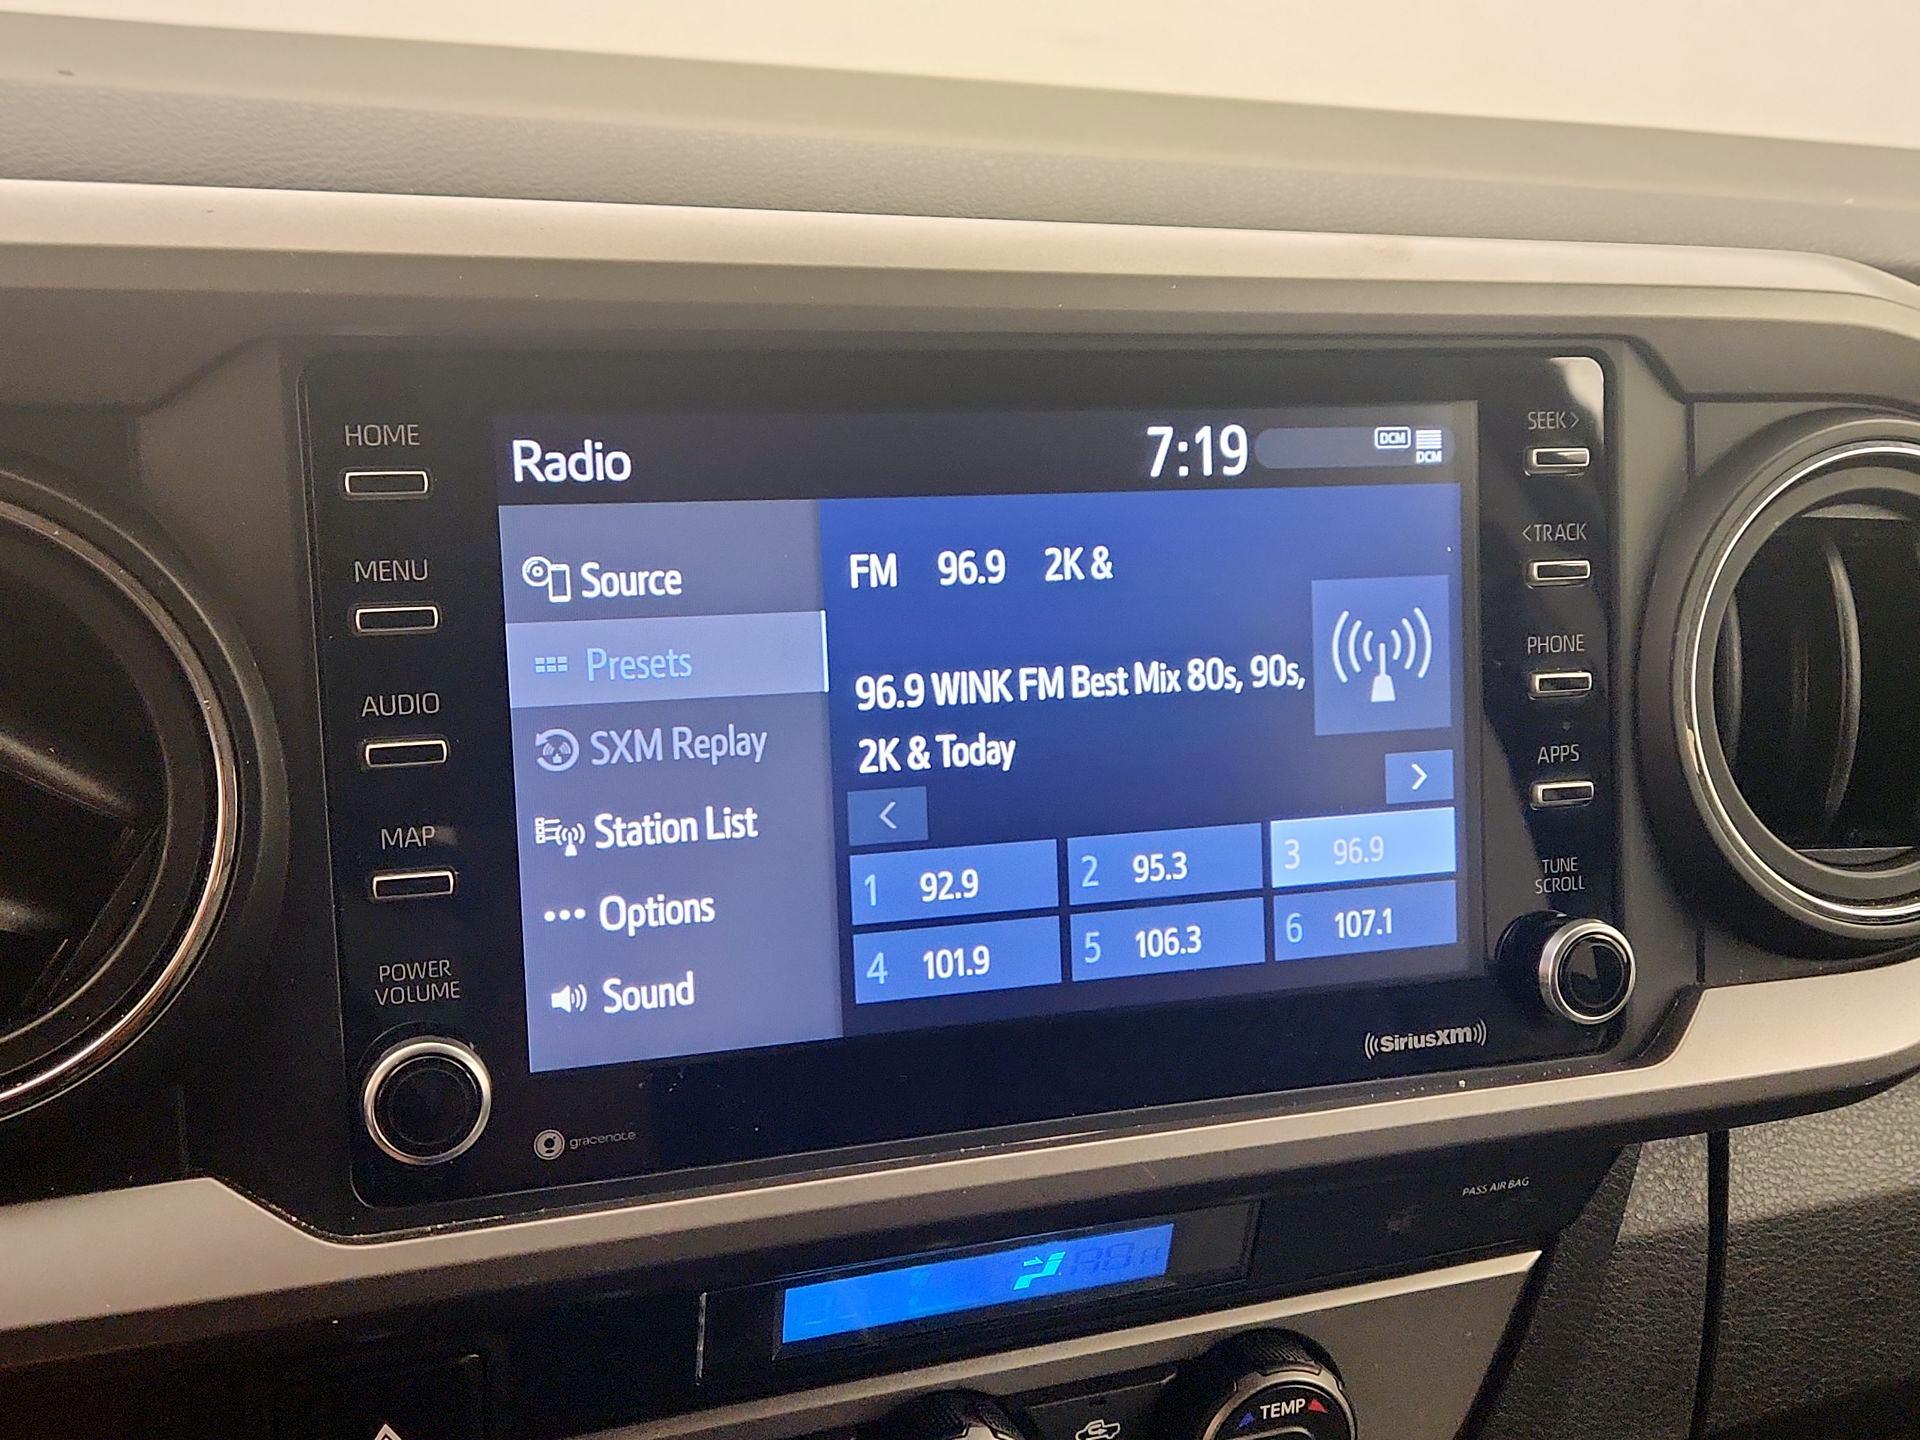 HOME
MENU
AUDIO
MAP
POWER
VOLUME
Radio
7:19
DCM
DCM
Source
Presets
SXM Replay
Station List
Options
Sound
FM 96.9 2K &
96.9 WINK FM Best Mix 80s, 90s,
2K & Today
<
>
1 92.9
2 95.3
3 96.9
4 101.9
5 106.3
6 107.1
SEEK >
< TRACK
PHONE
APPS
TUNE
SCROLL
((SiriusXM))
gracenote
PASS AIR BAG
TEMP